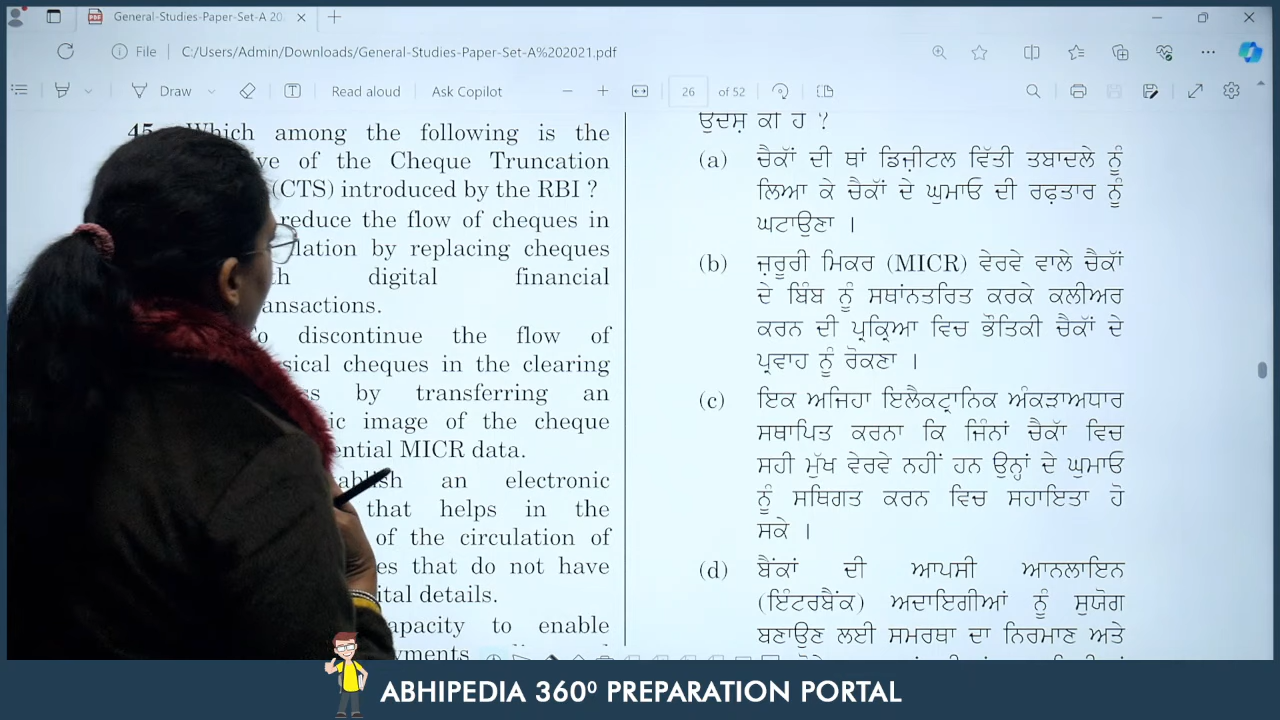 General-Studies-Paper-Set-A 20
File
C:/Users/Admin/Downloads/General-Studies-Paper-Set-A%202021.pdf
Draw
Read aloud
Ask Copilot
26 of 52
45. Which among the following is the
of the Cheque Truncation
(CTS) introduced by the RBI ?
reduce the flow of cheques in
by replacing cheques
digital financial
discontinue the flow of
cheques in the clearing
by transferring an
image of the cheque
MICR data.
an electronic
that helps in the
of the circulation of
that do not have
details.
to enable
ਉਦੇਸ਼ ਕੀ ਹੈ ?
(a) ਚੈਕਾਂ ਦੀ ਥਾਂ ਡਿਜ਼ੀਟਲ ਵਿੱਤੀ ਤਬਾਦਲੇ ਨੂੰ
ਲਿਆ ਕੇ ਚੈਕਾਂ ਦੇ ਘੁਮਾਓ ਦੀ ਰਫ਼ਤਾਰ ਨੂੰ
ਘਟਾਉਣਾ ।
(b) ਜ਼ਰੂਰੀ ਮਿਕਰ (MICR) ਵੇਰਵੇ ਵਾਲੇ ਚੈਕਾਂ
ਦੇ ਬਿੰਬ ਨੂੰ ਸਥਾਂਨਤਰਿਤ ਕਰਕੇ ਕਲੀਅਰ
ਕਰਨ ਦੀ ਪ੍ਰਕ੍ਰਿਆ ਵਿਚ ਭੌਤਿਕੀ ਚੈਕਾਂ ਦੇ
ਪ੍ਰਵਾਹ ਨੂੰ ਰੋਕਣਾ ।
(c) ਇਕ ਅਜਿਹਾ ਇਲੈਕਟ੍ਰਾਨਿਕ ਅੰਕੜਾਅਧਾਰ
ਸਥਾਪਿਤ ਕਰਨਾ ਕਿ ਜਿੰਨਾਂ ਚੈਕਾਂ ਵਿਚ
ਸਹੀ ਮੁੱਖ ਵੇਰਵੇ ਨਹੀਂ ਹਨ ਉਨ੍ਹਾਂ ਦੇ ਘੁਮਾਓ
ਨੂੰ ਸਥਿਗਤ ਕਰਨ ਵਿਚ ਸਹਾਇਤਾ ਹੋ
ਸਕੇ ।
(d) ਬੈਂਕਾਂ ਦੀ ਆਪਸੀ ਆਨਲਾਇਨ
(ਇੰਟਰਬੈਂਕ) ਅਦਾਇਗੀਆਂ ਨੂੰ ਸੁਯੋਗ
ਬਣਾਉਣ ਲਈ ਸਮਰਥਾ ਦਾ ਨਿਰਮਾਣ ਅਤੇ
ABHIPEDIA 360⁰ PREPARATION PORTAL